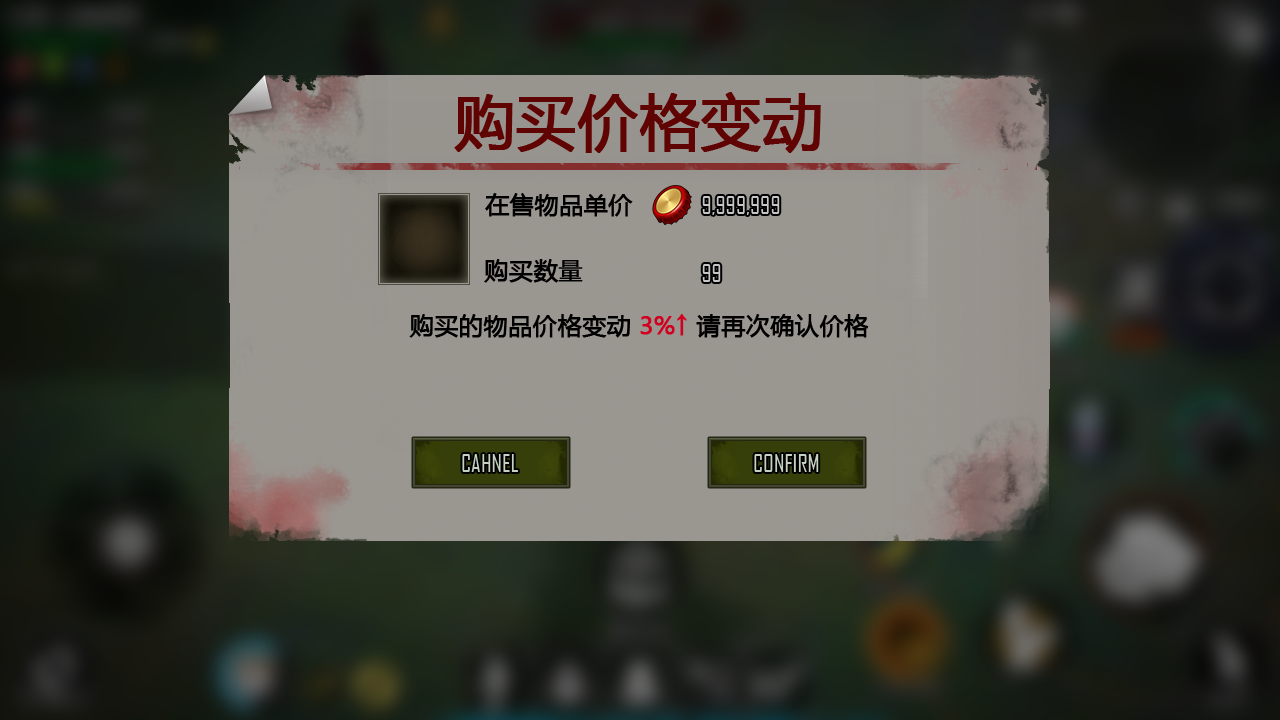 购买价格变动
在售物品单价 9,999,999
购买数量 99
购买的物品价格变动 3%↑ 请再次确认价格
CAHNEL
CONFIRM